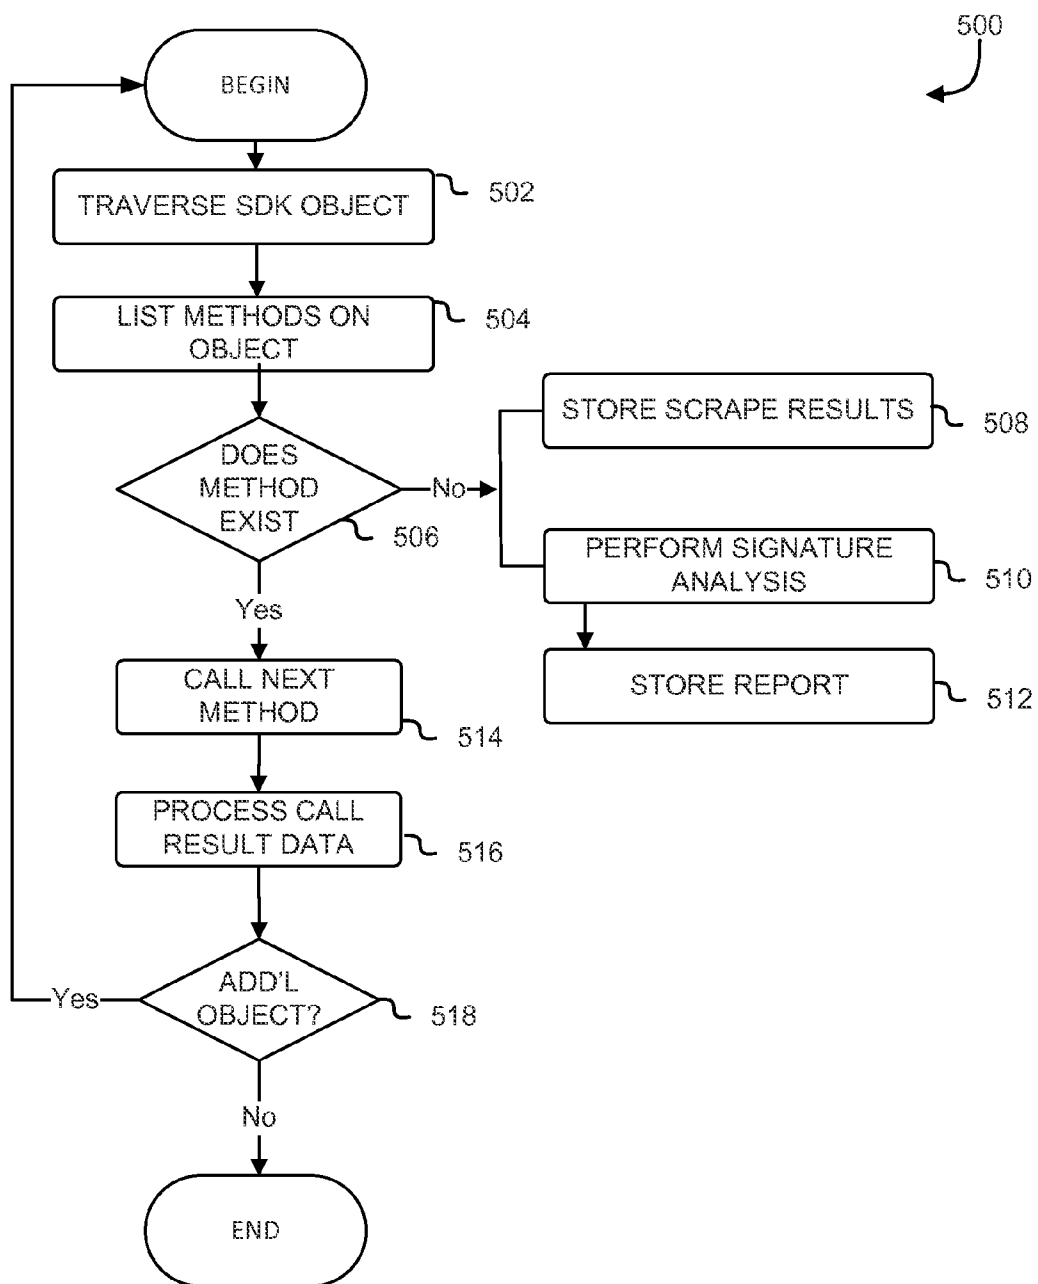 500
BEGIN
TRAVERSE SDK OBJECT
502
LIST METHODS ON
OBJECT
504
DOES
METHOD
EXIST
506
No
STORE SCRAPE RESULTS
508
PERFORM SIGNATURE
ANALYSIS
510
STORE REPORT
512
Yes
CALL NEXT
METHOD
514
PROCESS CALL
RESULT DATA
516
ADD'L
OBJECT?
518
Yes
No
END